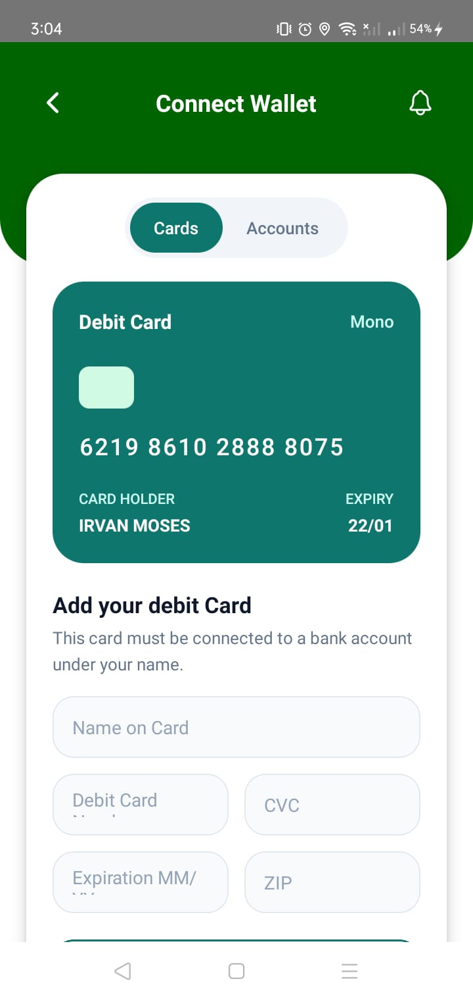 3:04
54%
Connect Wallet
Cards Accounts
Debit Card Mono
6219 8610 2888 8075
CARD HOLDER EXPIRY
IRVAN MOSES 22/01
Add your debit Card
This card must be connected to a bank account
under your name.
Name on Card
Debit Card CVC
Expiration MM/ ZIP